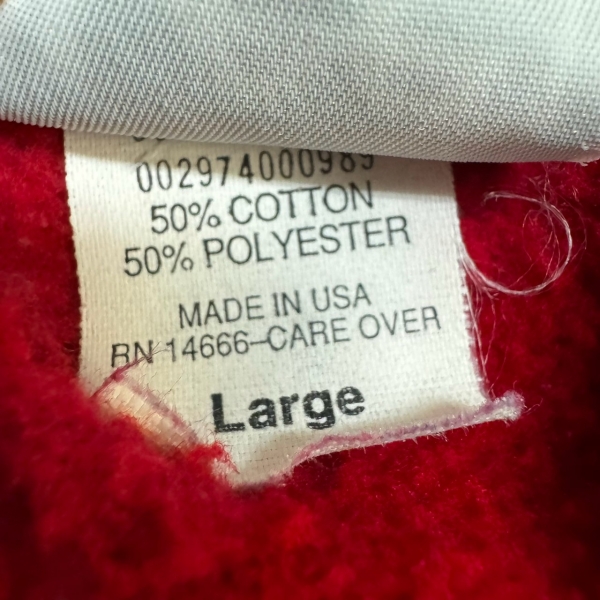 002974000989
50% COTTON
50% POLYESTER
MADE IN USA
RN 14666–CARE OVER
Large